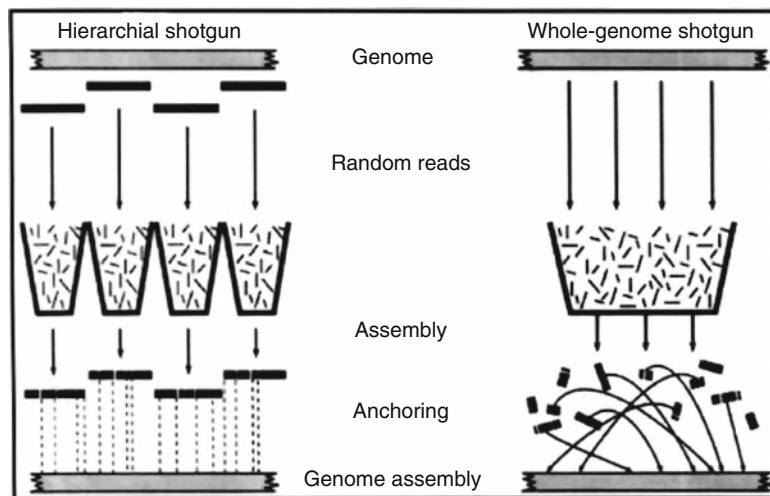 Hierarchial shotgun
Genome
Whole-genome shotgun
Random reads
Assembly
Anchoring
Genome assembly